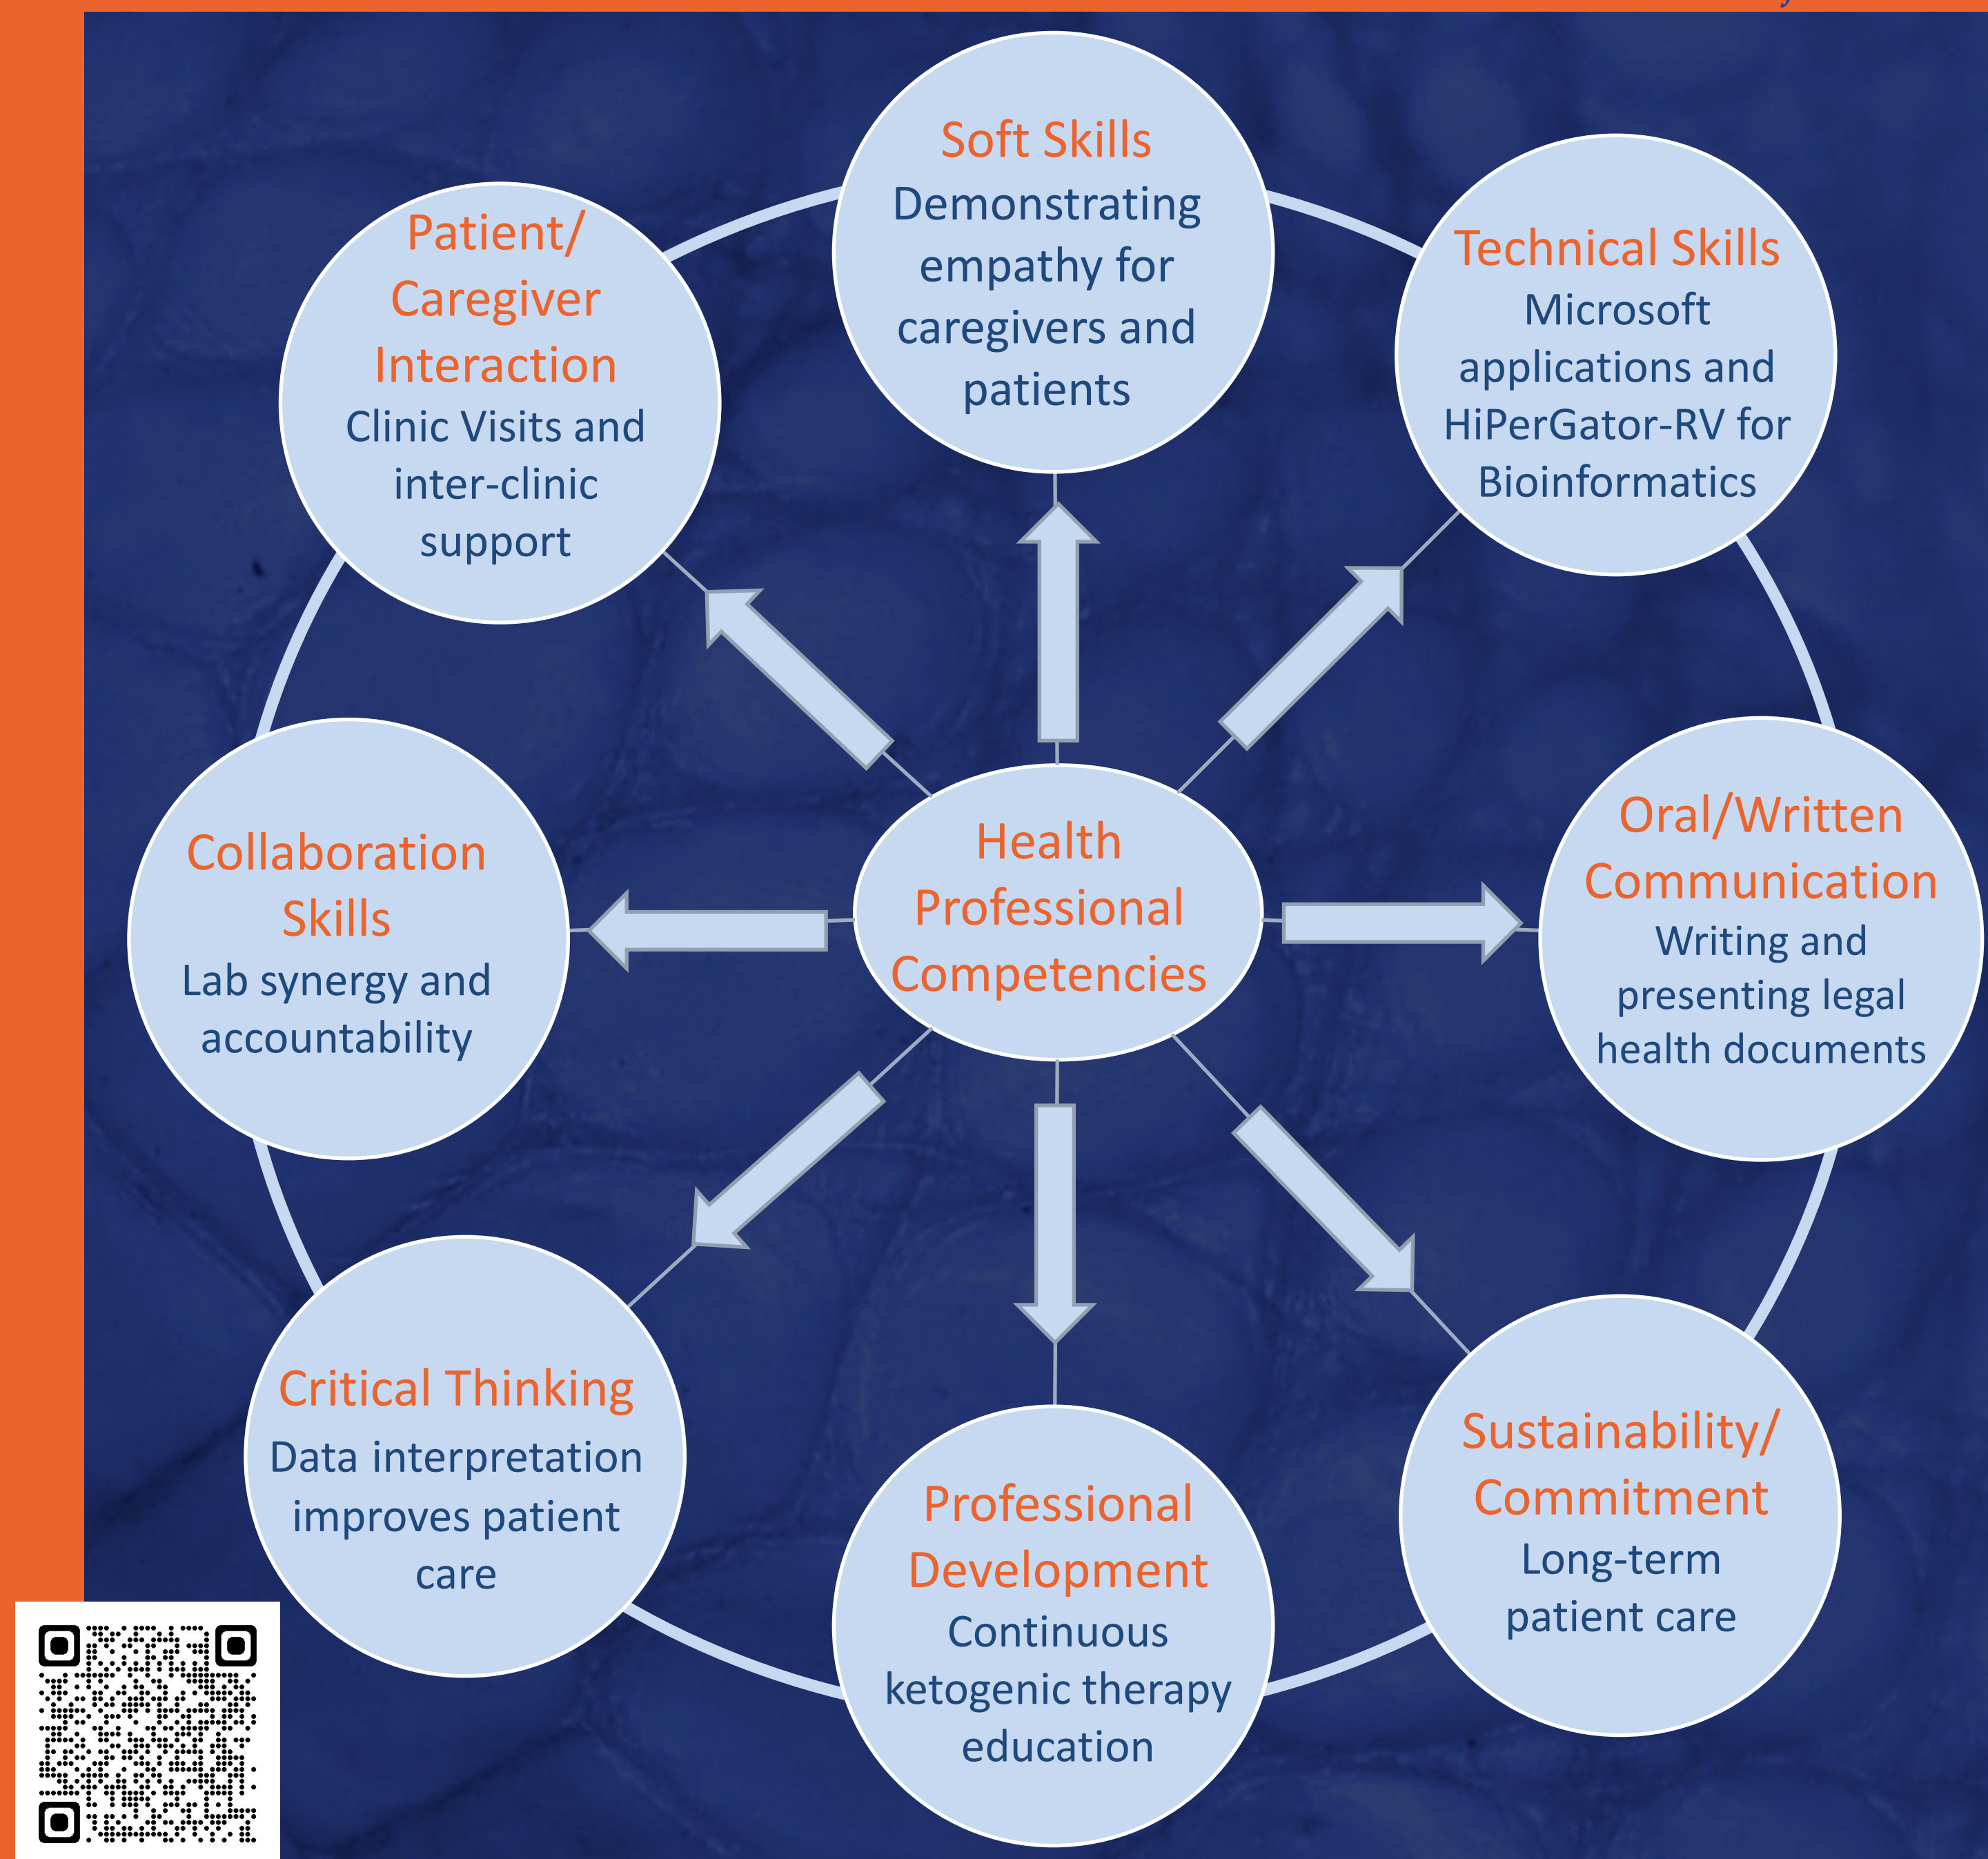 Soft Skills
Demonstrating
empathy for
caregivers and
patients
Technical Skills
Microsoft
applications and
HiPerGator-RV for
Bioinformatics
Patient/
Caregiver
Interaction
Clinic Visits and
inter-clinic
support
Health
Professional
Competencies
Oral/Written
Communication
Writing and
presenting legal
health documents
Collaboration
Skills
Lab synergy and
accountability
Critical Thinking
Data interpretation
improves patient
care
Professional
Development
Continuous
ketogenic therapy
education
Sustainability/
Commitment
Long-term
patient care